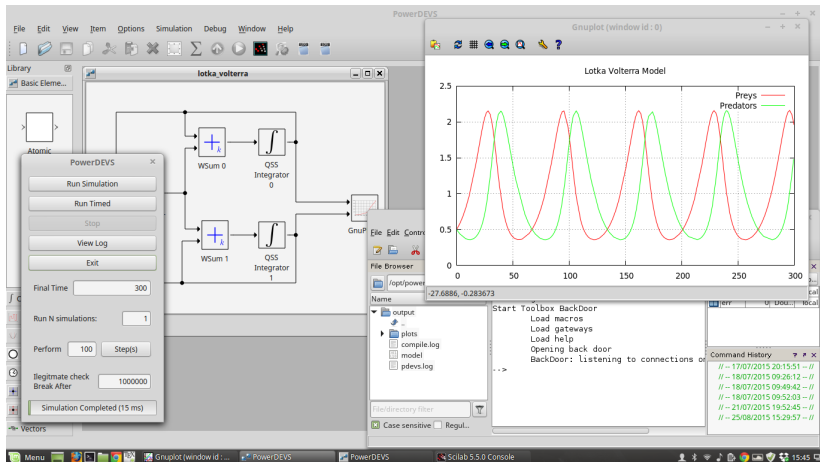 PowerDEVS
File Edit View Item Options Simulation Debug Window Help
Library
Basic Eleme...
Atomic
lotka_volterra
WSum 0
QSS
Integrator
0
WSum 1
QSS
Integrator
1
PowerDEVS
Run Simulation
Run Timed
Stop
View Log
Exit
Final Time 300
Run N simulations: 1
Perform 100 Step(s)
Ilegitmate check
Break After 1000000
Simulation Completed (15 ms)
Vectors
Gnuplot (window id : 0)
Lotka Volterra Model
Preys
Predators
2.5
2
1.5
1
0.5
0
0 50 100 150 200 250 300
-27.6886, -0.283673
File Edit
File Browser
Name
output
..
plots
compile.log
model
pdevs.log
File/directory filter
Case sensitive Regul...
Start Toolbox BackDoor
Load macros
Load gateways
Load help
Opening back door
BackDoor: listening to connections
-->
Command History
// -- 17/07/2015 20:15:51 -- //
// -- 18/07/2015 09:26:12 -- //
// -- 18/07/2015 09:49:42 -- //
// -- 18/07/2015 09:52:03 -- //
// -- 21/07/2015 19:52:45 -- //
// -- 25/08/2015 15:29:57 -- //
Menu Gnuplot (window id : ... PowerDEVS PowerDEVS Scilab 5.5.0 Console 15:45